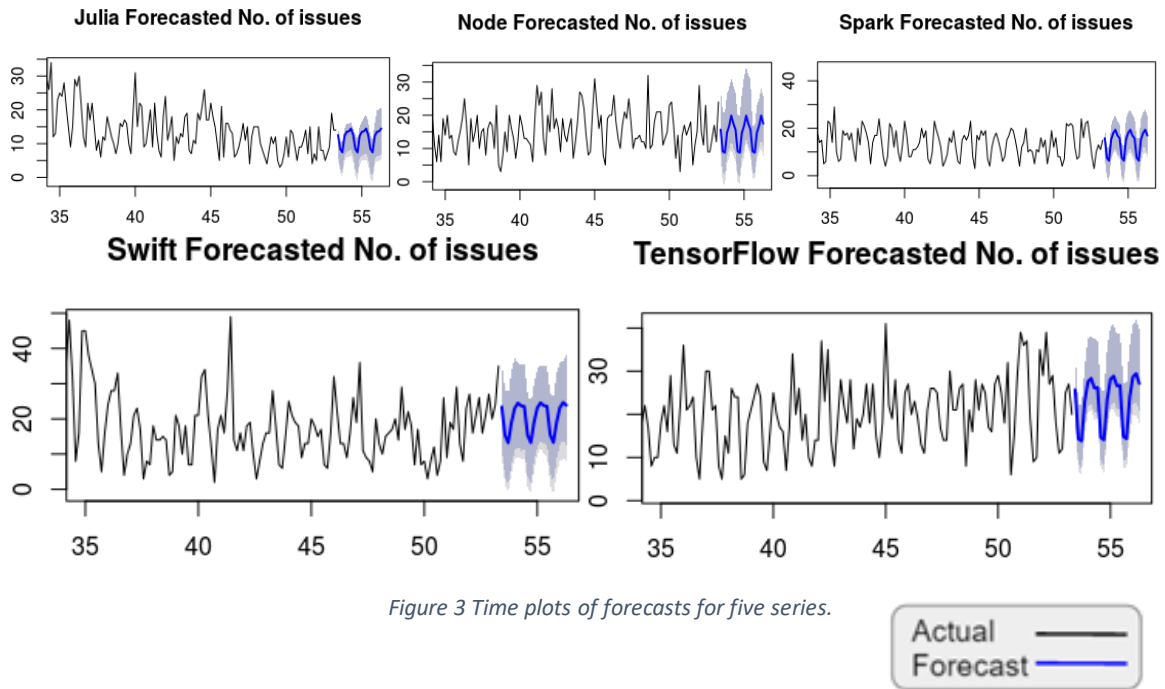 Julia Forecasted No. of issues
Node Forecasted No. of issues
Spark Forecasted No. of issues
30
20
10
0
35 40 45 50 55
30
20
10
0
35 40 45 50 55
40
20
0
35 40 45 50 55
Swift Forecasted No. of issues
TensorFlow Forecasted No. of issues
40
20
0
35 40 45 50 55
30
10
0
35 40 45 50 55
Figure 3 Time plots of forecasts for five series.
Actual
Forecast